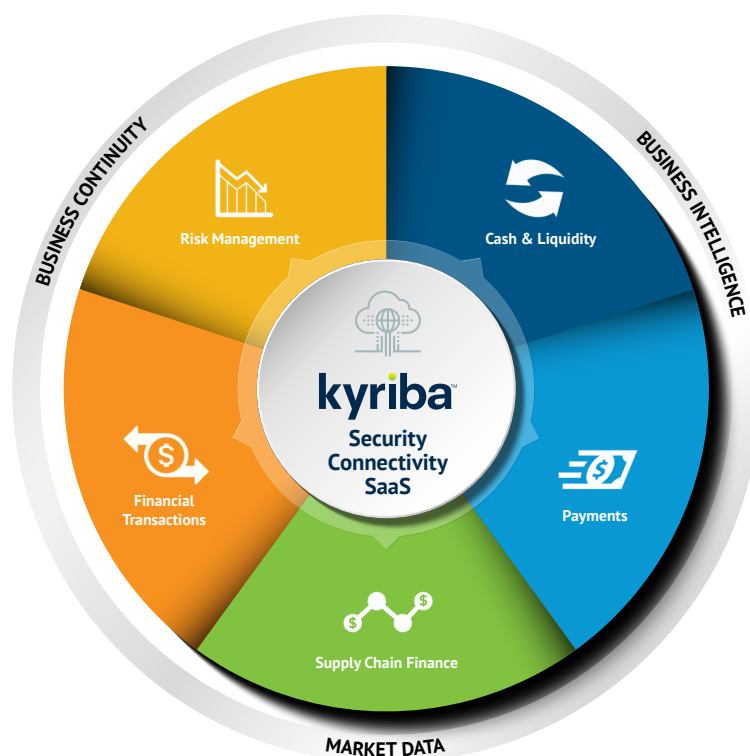 BUSINESS CONTINUITY
BUSINESS INTELLIGENCE
Risk Management
Cash & Liquidity
kyriba™
Security
Connectivity
SaaS
$
Financial
Transactions
$
Payments
$
$
Supply Chain Finance
MARKET DATA